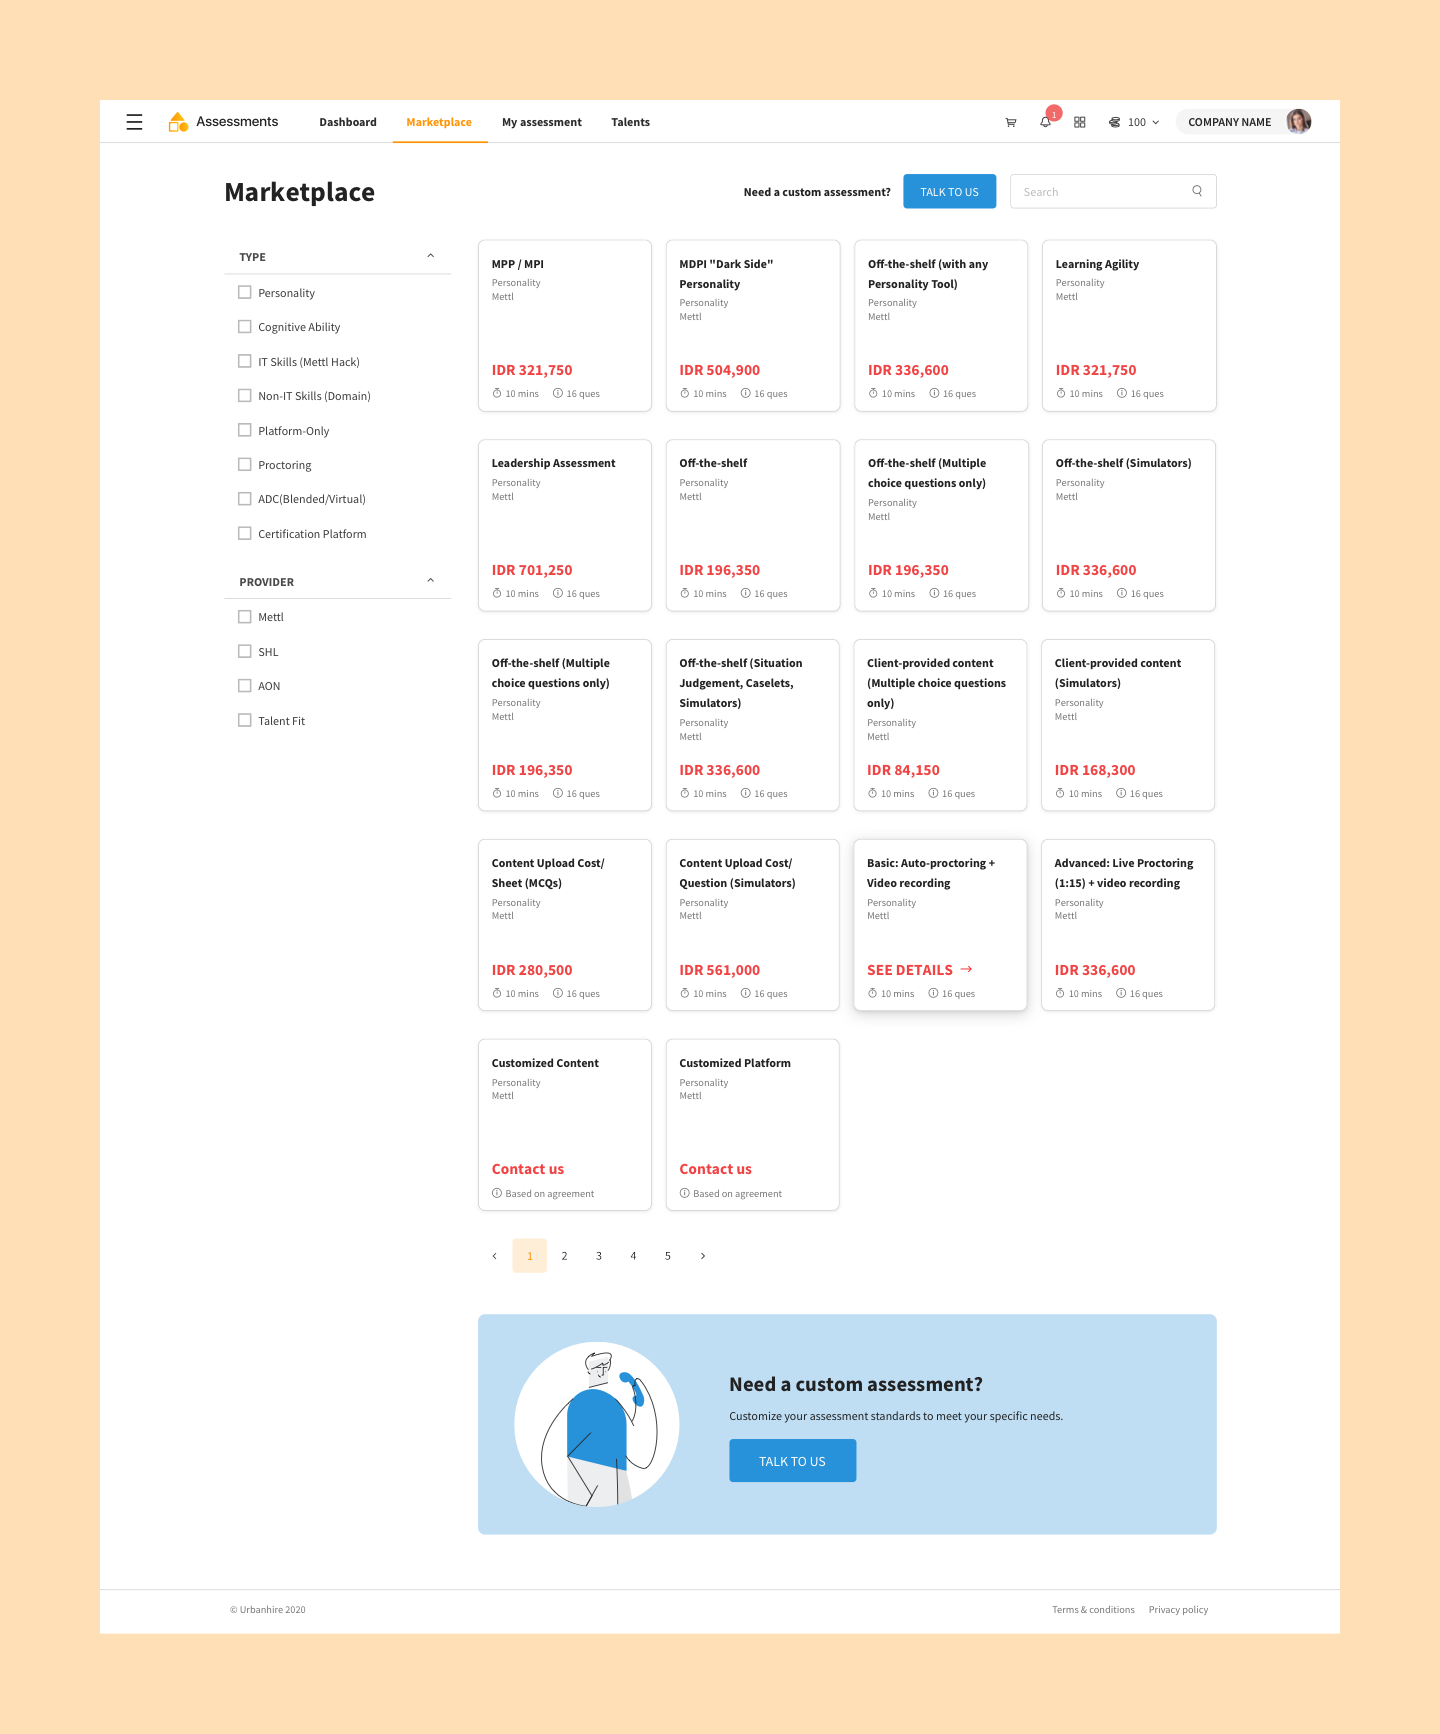 Assessments
Dashboard
Marketplace
My assessment
Talents
1
100
COMPANY NAME
Marketplace
Need a custom assessment?
TALK TO US
Search
TYPE
Personality
Cognitive Ability
IT Skills (Mettl Hack)
Non-IT Skills (Domain)
Platform-Only
Proctoring
ADC(Blended/Virtual)
Certification Platform
PROVIDER
Mettl
SHL
AON
Talent Fit
MPP / MPI
Personality
Mettl
IDR 321,750
10 mins
16 ques
MDPI "Dark Side"
Personality
Personality
Mettl
IDR 504,900
10 mins
16 ques
Off-the-shelf (with any
Personality Tool)
Personality
Mettl
IDR 336,600
10 mins
16 ques
Learning Agility
Personality
Mettl
IDR 321,750
10 mins
16 ques
Leadership Assessment
Personality
Mettl
IDR 701,250
10 mins
16 ques
Off-the-shelf
Personality
Mettl
IDR 196,350
10 mins
16 ques
Off-the-shelf (Multiple
choice questions only)
Personality
Mettl
IDR 196,350
10 mins
16 ques
Off-the-shelf (Simulators)
Personality
Mettl
IDR 336,600
10 mins
16 ques
Off-the-shelf (Multiple
choice questions only)
Personality
Mettl
IDR 196,350
10 mins
16 ques
Off-the-shelf (Situation
Judgement, Caselets,
Simulators)
Personality
Mettl
IDR 336,600
10 mins
16 ques
Client-provided content
(Multiple choice questions
only)
Personality
Mettl
IDR 84,150
10 mins
16 ques
Client-provided content
(Simulators)
Personality
Mettl
IDR 168,300
10 mins
16 ques
Content Upload Cost/
Sheet (MCQs)
Personality
Mettl
IDR 280,500
10 mins
16 ques
Content Upload Cost/
Question (Simulators)
Personality
Mettl
IDR 561,000
10 mins
16 ques
Basic: Auto-proctoring +
Video recording
Personality
Mettl
SEE DETAILS
10 mins
16 ques
Advanced: Live Proctoring
(1:15) + video recording
Personality
Mettl
IDR 336,600
10 mins
16 ques
Customized Content
Personality
Mettl
Contact us
Based on agreement
Customized Platform
Personality
Mettl
Contact us
Based on agreement
1 2 3 4 5
Need a custom assessment?
Customize your assessment standards to meet your specific needs.
TALK TO US
© Urbanhire 2020
Terms & conditions
Privacy policy